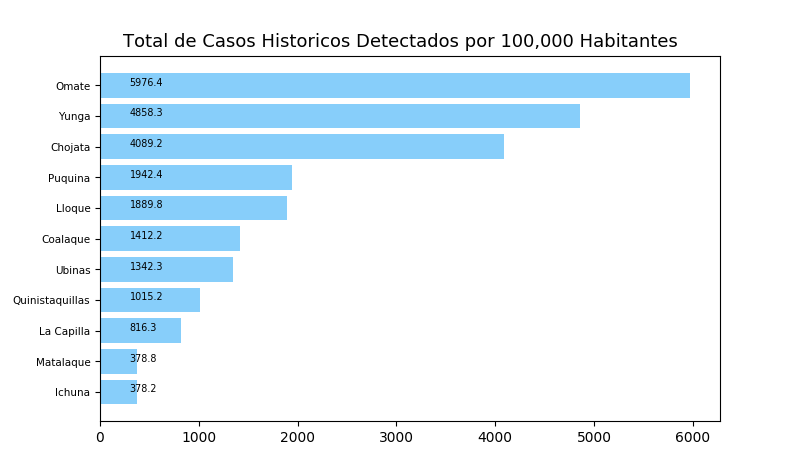 Total de Casos Historicos Detectados por 100,000 Habitantes
Omate 5976.4
Yunga 4858.3
Chojata 4089.2
Puquina 1942.4
Lloque 1889.8
Coalaque 1412.2
Ubinas 1342.3
Quinistaquillas 1015.2
La Capilla 816.3
Matalaque 378.8
Ichuna 378.2
0 1000 2000 3000 4000 5000 6000